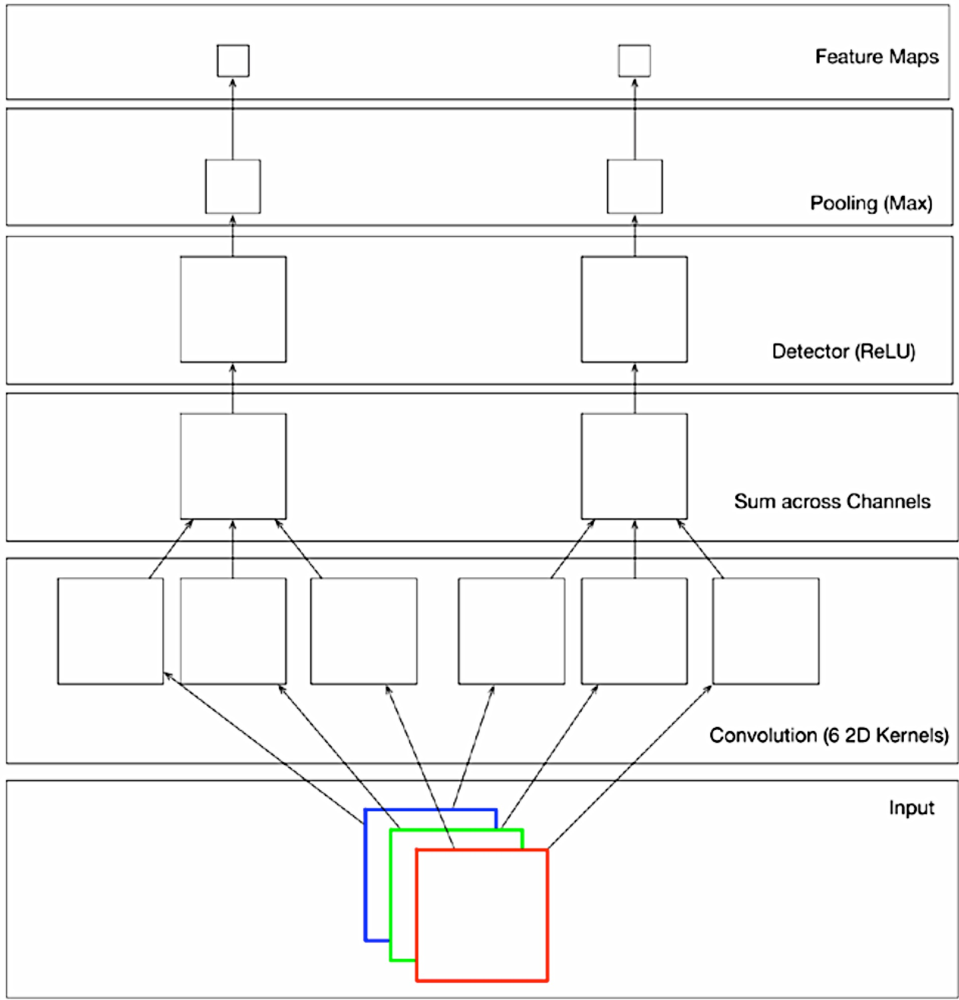 Feature Maps
Pooling (Max)
Detector (ReLU)
Sum across Channels
Convolution (6 2D Kernels)
Input